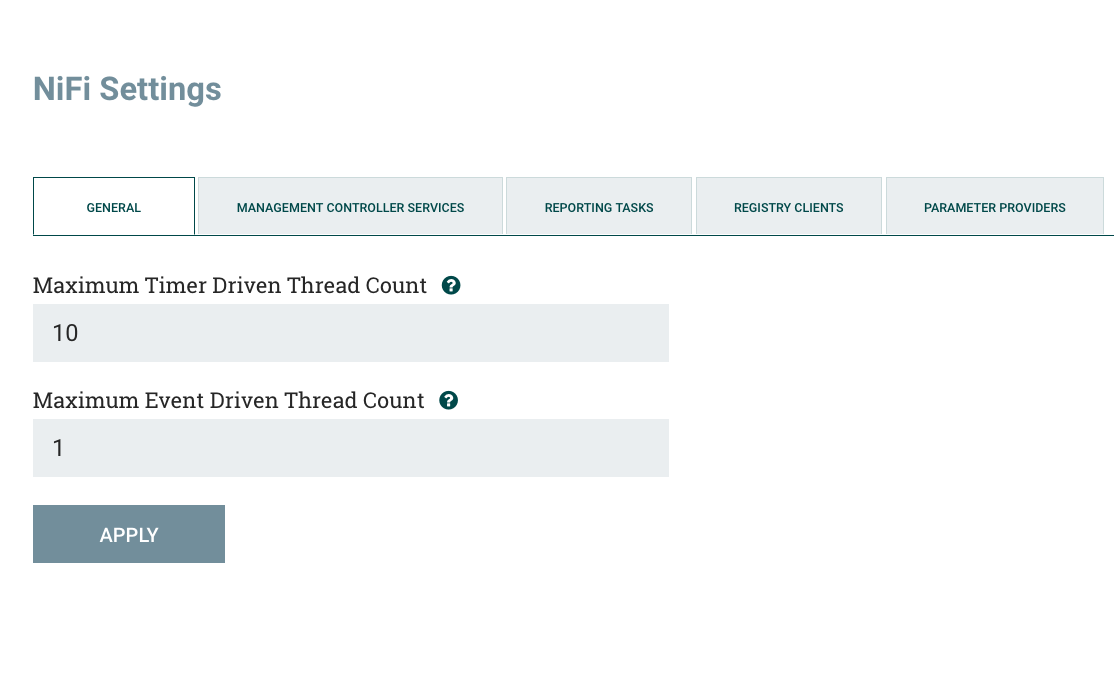 NiFi Settings
GENERAL MANAGEMENT CONTROLLER SERVICES REPORTING TASKS REGISTRY CLIENTS PARAMETER PROVIDERS
Maximum Timer Driven Thread Count ?
10
Maximum Event Driven Thread Count ?
1
APPLY